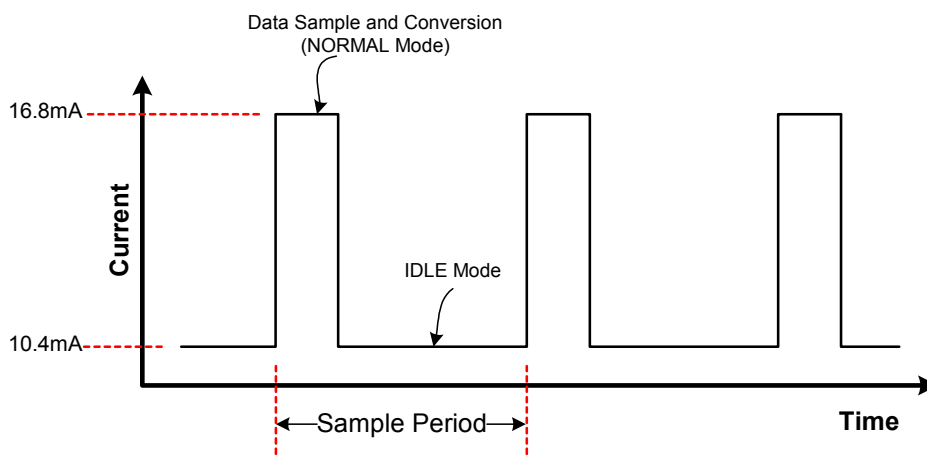 Data Sample and Conversion
(NORMAL Mode)
16.8mA
Current
IDLE Mode
10.4mA
Sample Period
Time